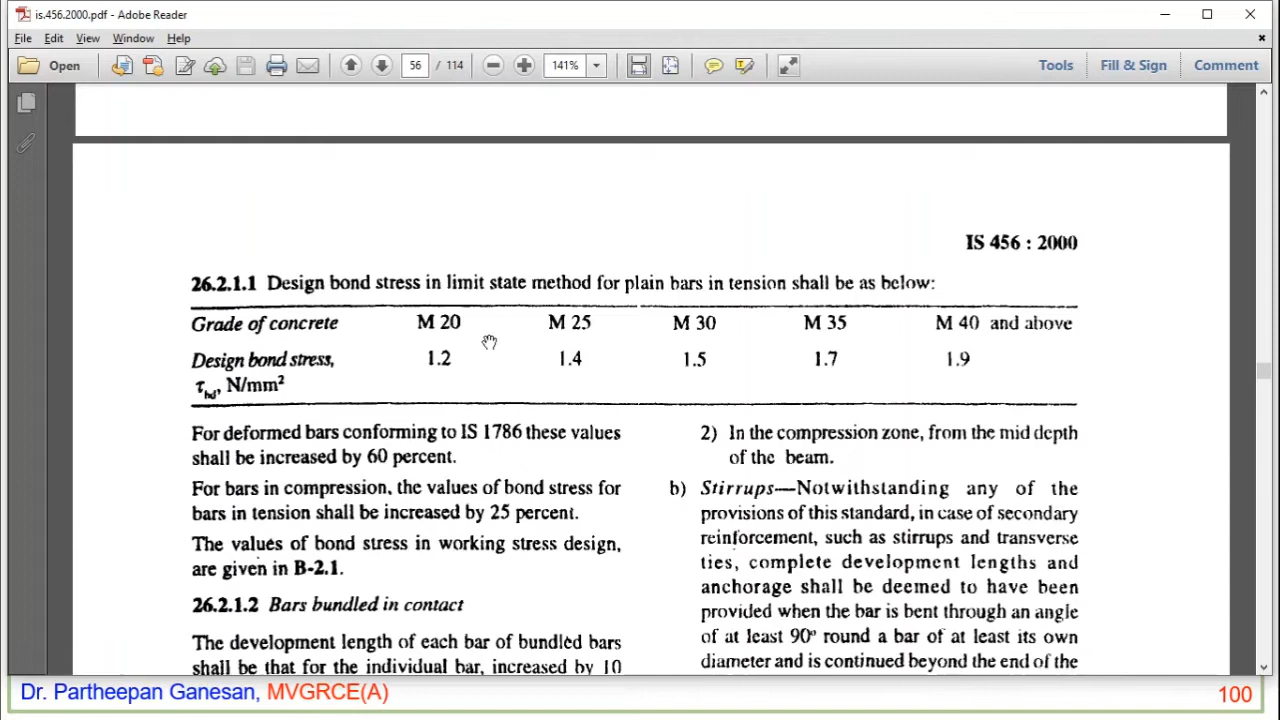 is.456.2000.pdf - Adobe Reader
File Edit View Window Help
Open 56 / 114 141% Tools Fill & Sign Comment
IS 456 : 2000
26.2.1.1 Design bond stress in limit state method for plain bars in tension shall be as below:
Grade of concrete M 20 M 25 M 30 M 35 M 40 and above
Design bond stress, 1.2 1.4 1.5 1.7 1.9
τbd, N/mm²
For deformed bars conforming to IS 1786 these values
shall be increased by 60 percent.
For bars in compression, the values of bond stress for
bars in tension shall be increased by 25 percent.
The values of bond stress in working stress design,
are given in B-2.1.
26.2.1.2 Bars bundled in contact
The development length of each bar of bundled bars
shall be that for the individual bar, increased by 10
2) In the compression zone, from the mid depth
of the beam.
b) Stirrups—Notwithstanding any of the
provisions of this standard, in case of secondary
reinforcement, such as stirrups and transverse
ties, complete development lengths and
anchorage shall be deemed to have been
provided when the bar is bent through an angle
of at least 90º round a bar of at least its own
diameter and is continued beyond the end of the
Dr. Partheepan Ganesan, MVGRCE(A) 100